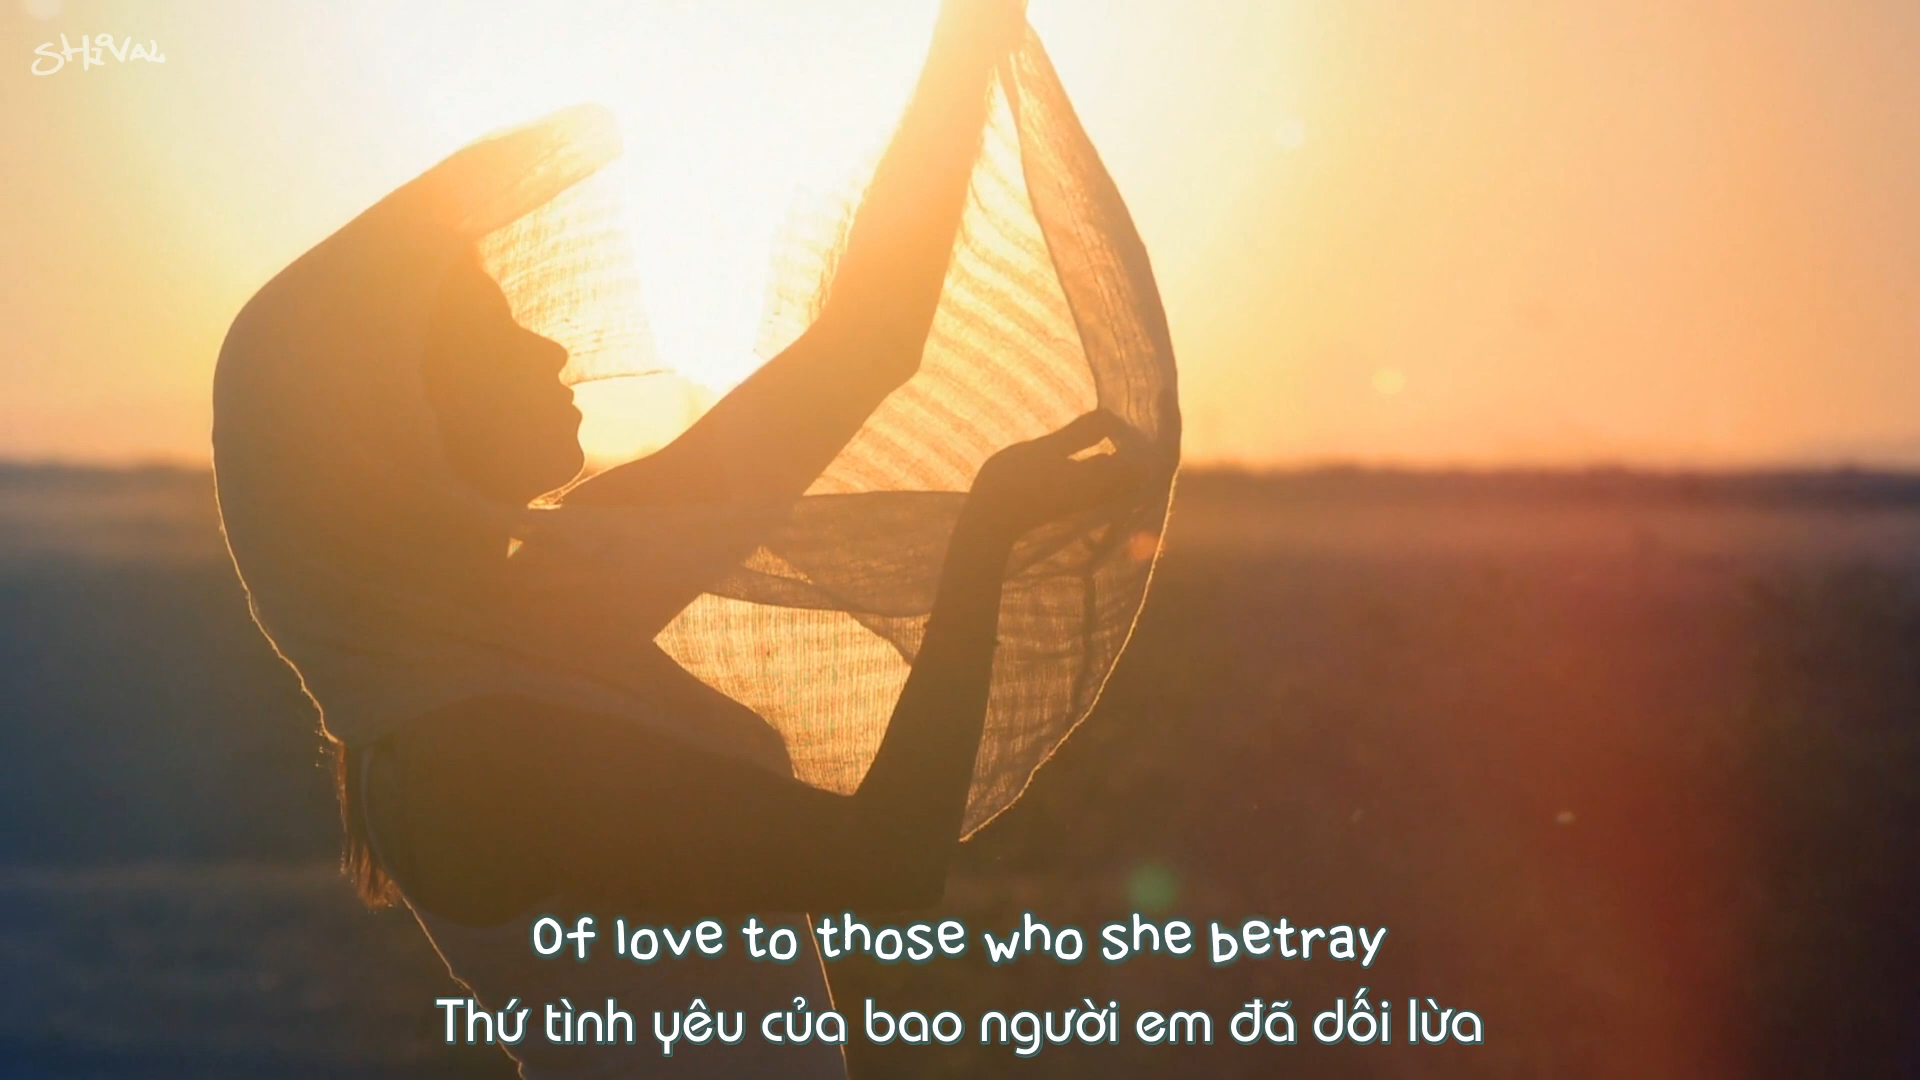 SHiVAL
Of love to those who she betray
Thứ tình yêu của bao người em đã dối lừa